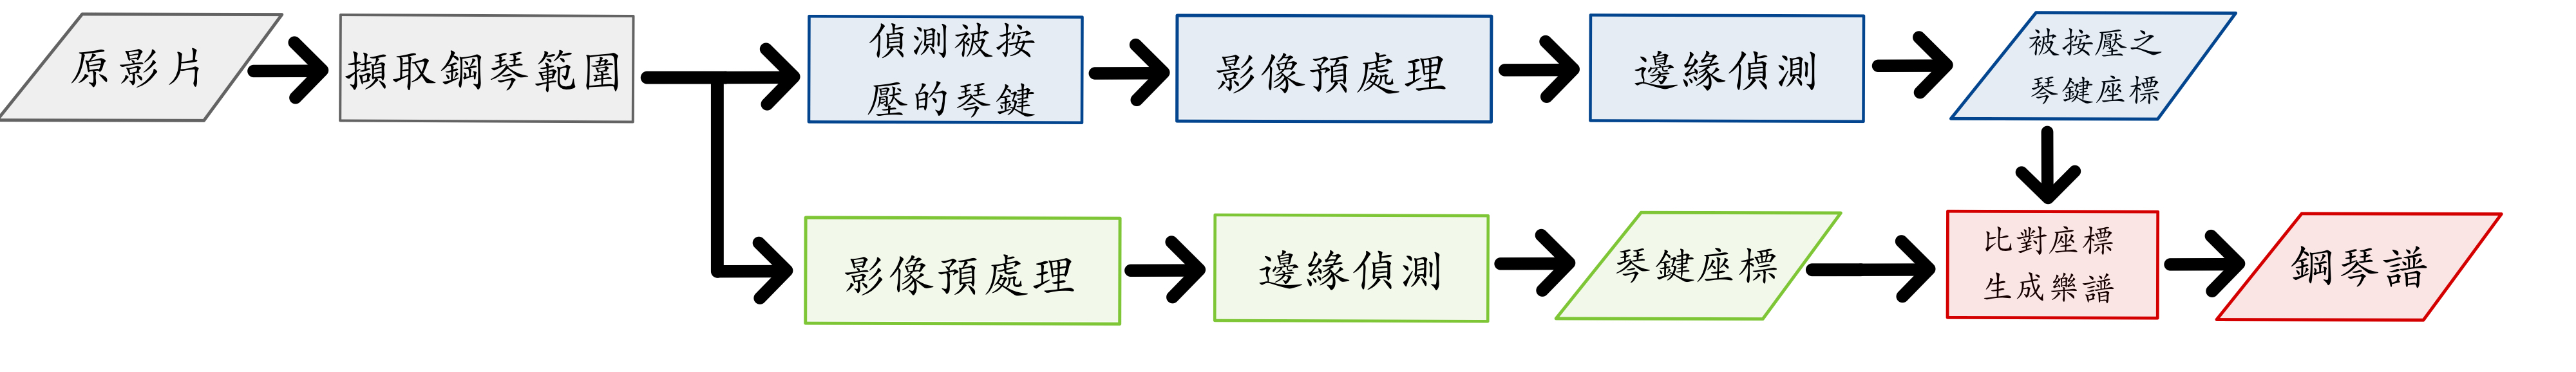 原影片
擷取鋼琴範圍
偵測被按
壓的琴鍵
影像預處理
邊緣偵測
被按壓之
琴鍵座標
影像預處理
邊緣偵測
琴鍵座標
比對座標
生成樂譜
鋼琴譜